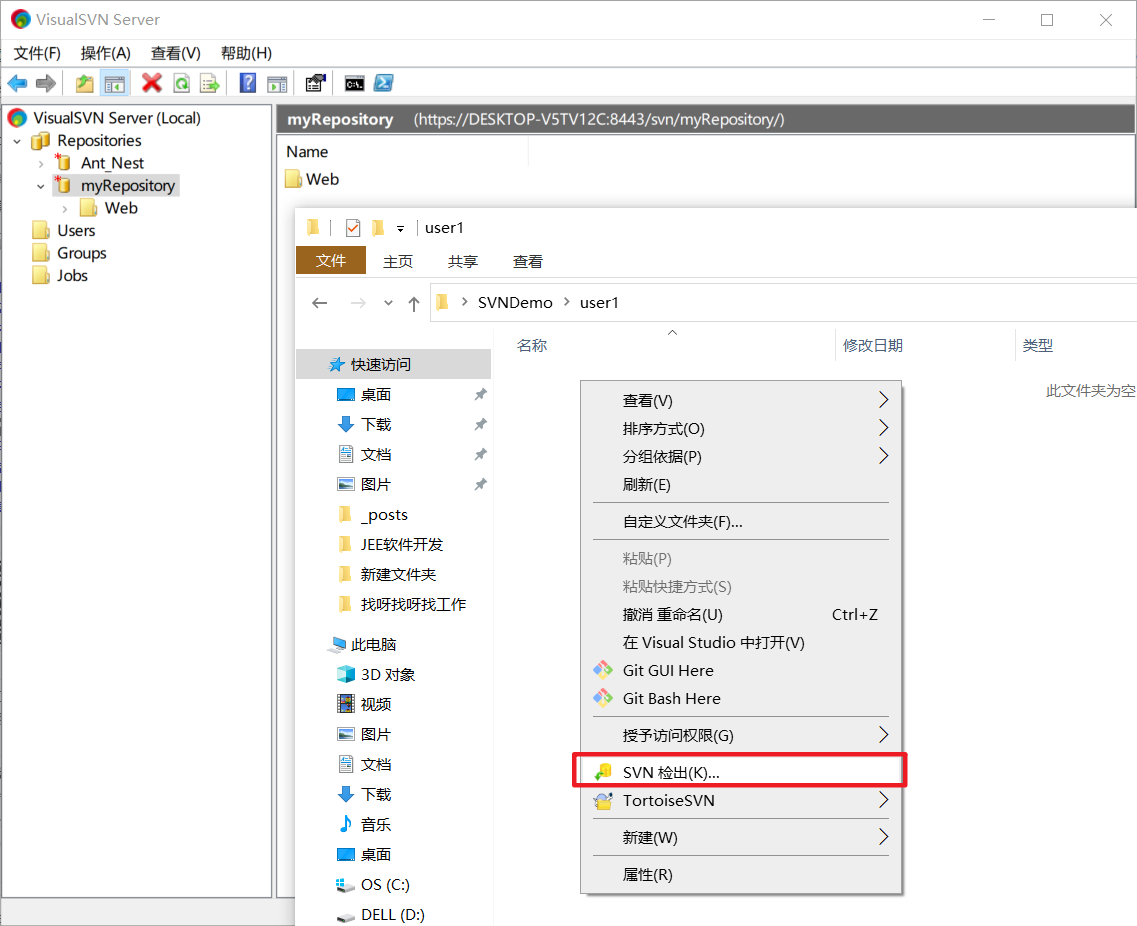 VisualSVN Server
文件(F) 操作(A) 查看(V) 帮助(H)
VisualSVN Server (Local)
Repositories
Ant_Nest
myRepository
Web
Users
Groups
Jobs
myRepository (https://DESKTOP-V5TV12C:8443/svn/myRepository/)
Name
Web
user1
文件 主页 共享 查看
SVNDemo user1
名称 修改日期 类型
此文件夹为空
快速访问
桌面
下载
文档
图片
_posts
JEE软件开发
新建文件夹
找呀找呀找工作
此电脑
3D 对象
视频
图片
文档
下载
音乐
桌面
OS (C:)
DELL (D:)
查看(V)
排序方式(O)
分组依据(P)
刷新(E)
自定义文件夹(F)...
粘贴(P)
粘贴快捷方式(S)
撤消 重命名(U) Ctrl+Z
在 Visual Studio 中打开(V)
Git GUI Here
Git Bash Here
授予访问权限(G)
SVN 检出(K)...
TortoiseSVN
新建(W)
属性(R)